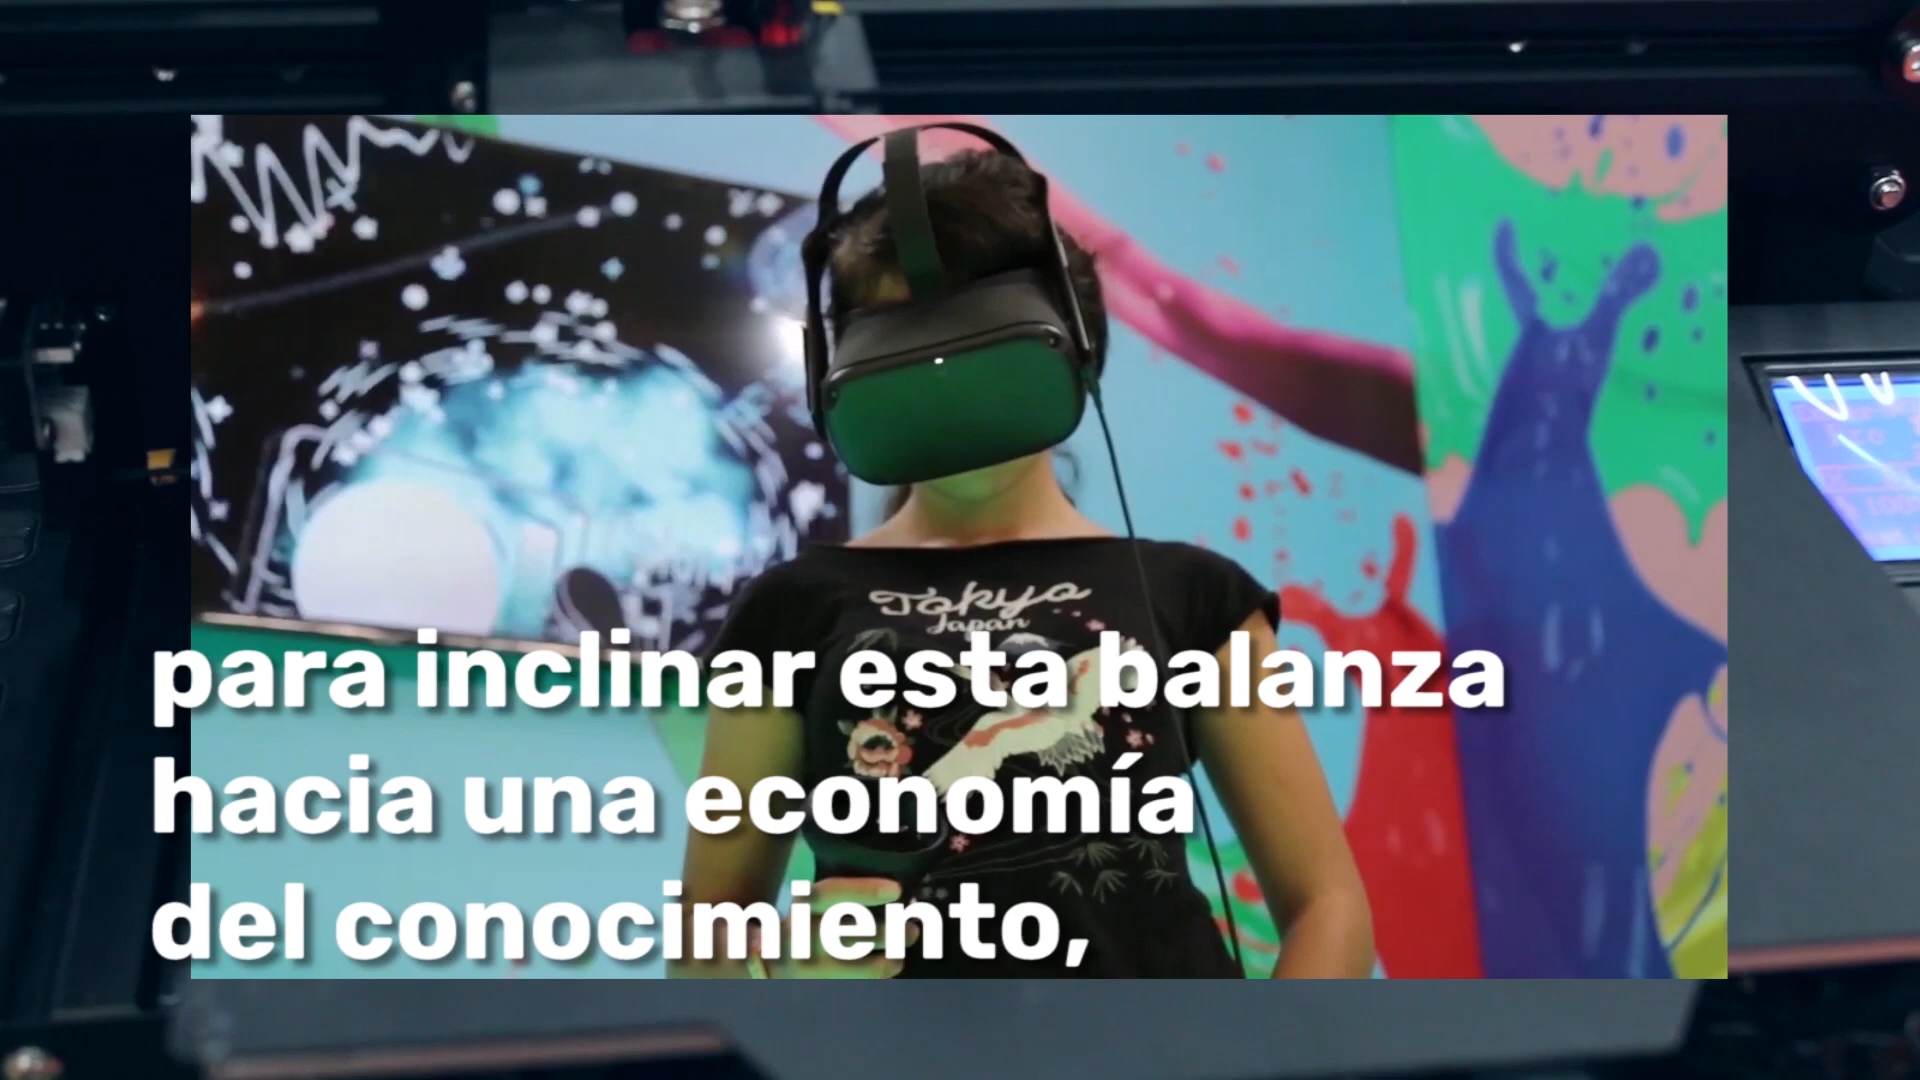 Tokyo
Japan
para inclinar esta balanza
hacia una economía
del conocimiento,